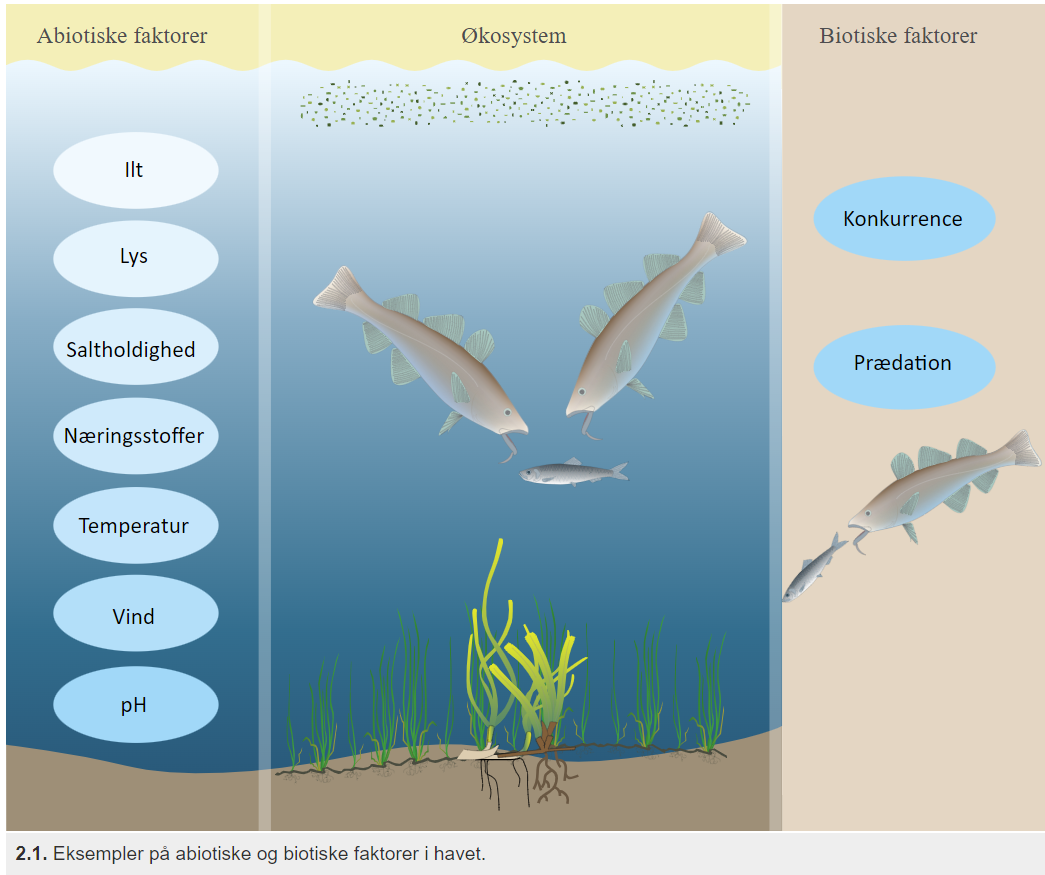 Abiotiske faktorer
Økosystem
Biotiske faktorer
Ilt
Lys
Saltholdighed
Næringsstoffer
Temperatur
Vind
pH
Konkurrence
Prædation
2.1. Eksempler på abiotiske og biotiske faktorer i havet.